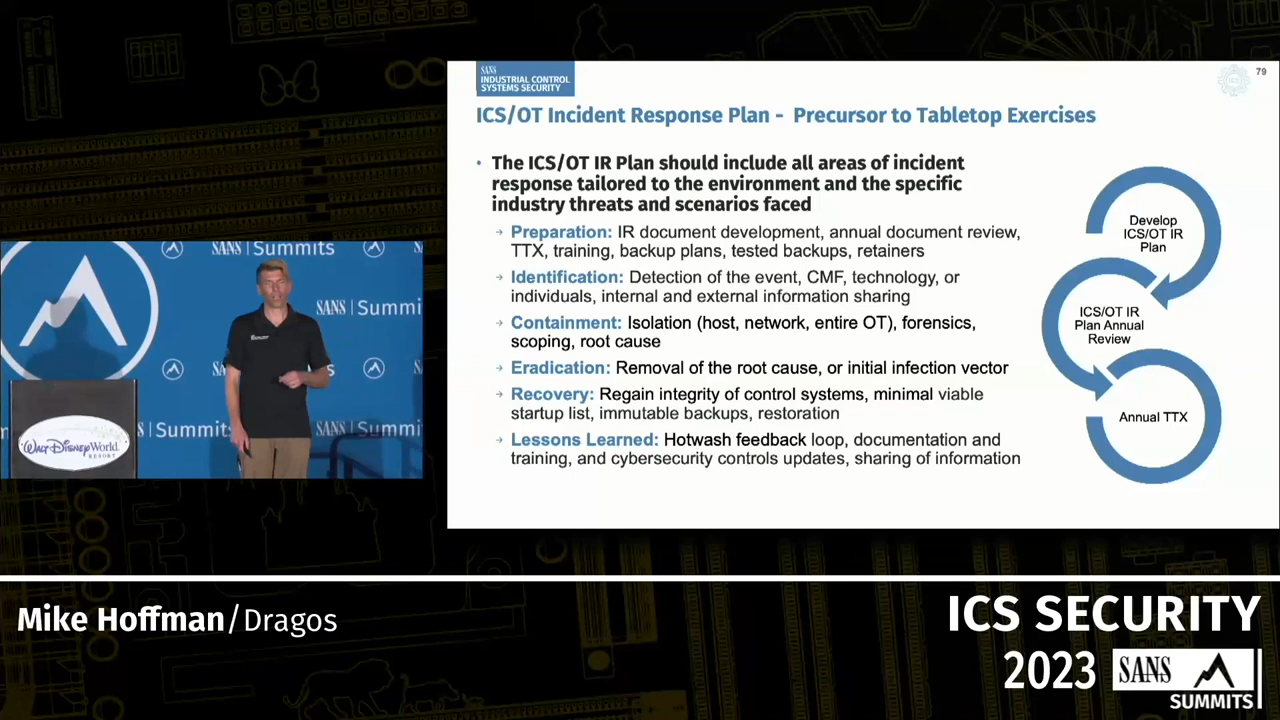 SANS
INDUSTRIAL CONTROL
SYSTEMS SECURITY
79
ICS/OT Incident Response Plan - Precursor to Tabletop Exercises
• The ICS/OT IR Plan should include all areas of incident
response tailored to the environment and the specific
industry threats and scenarios faced
→ Preparation: IR document development, annual document review,
TTX, training, backup plans, tested backups, retainers
→ Identification: Detection of the event, CMF, technology, or
individuals, internal and external information sharing
→ Containment: Isolation (host, network, entire OT), forensics,
scoping, root cause
→ Eradication: Removal of the root cause, or initial infection vector
→ Recovery: Regain integrity of control systems, minimal viable
startup list, immutable backups, restoration
→ Lessons Learned: Hotwash feedback loop, documentation and
training, and cybersecurity controls updates, sharing of information
Develop
ICS/OT IR
Plan
ICS/OT IR
Plan Annual
Review
Annual TTX
SANS Summits
SANS | Summi
Summits
SANS | Summit
Walt Disney World
RESORT
Mike Hoffman/Dragos
ICS SECURITY
2023
SANS
SUMMITS